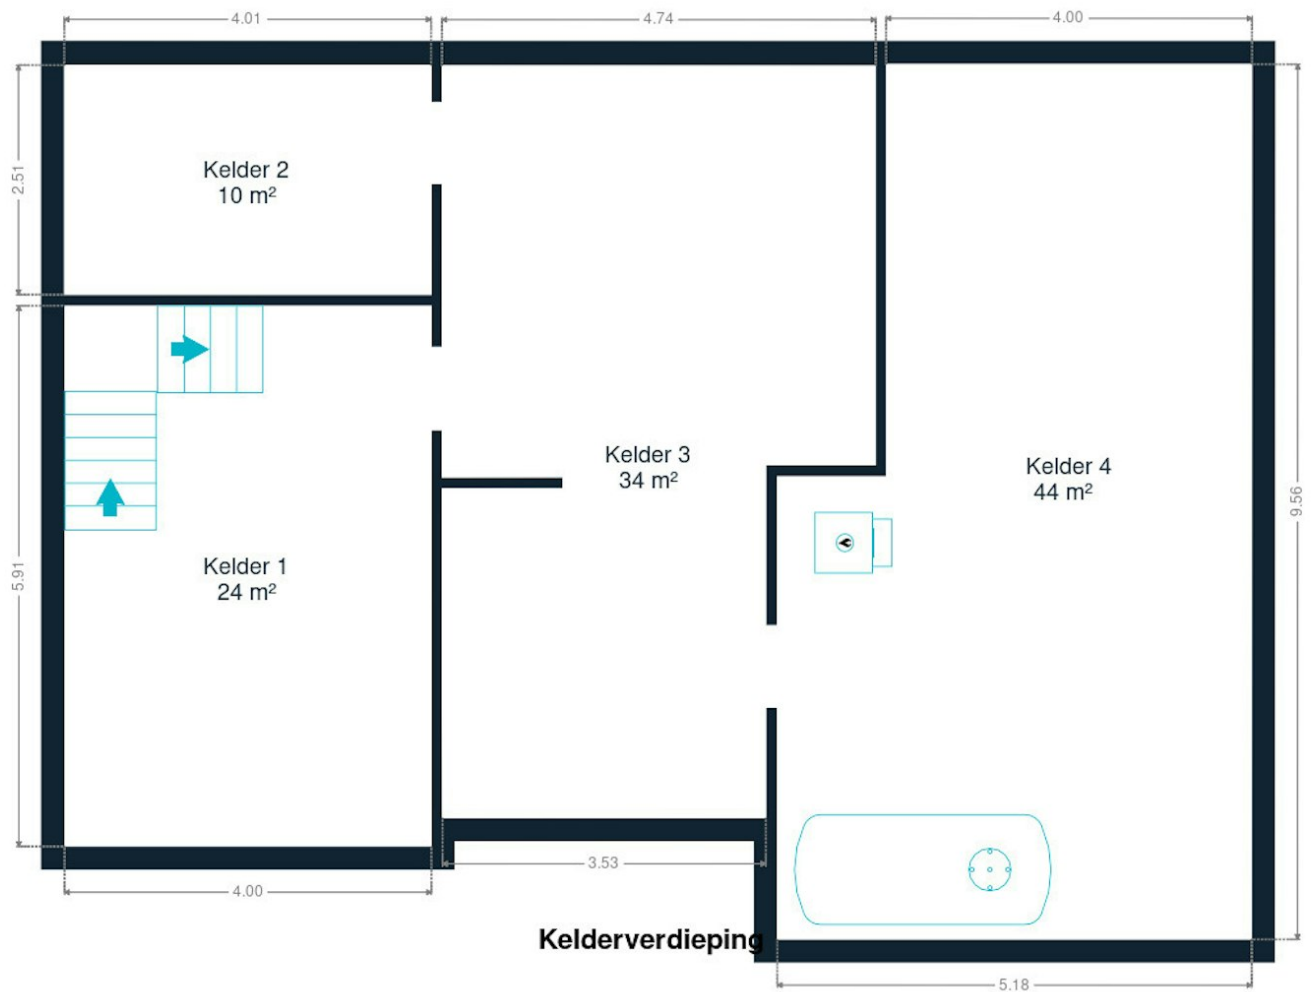 4.01
4.74
4.00
2.51
Kelder 2
10 m²
Kelder 3
34 m²
Kelder 4
44 m²
9.56
5.91
Kelder 1
24 m²
3.53
4.00
Kelderverdieping
5.18